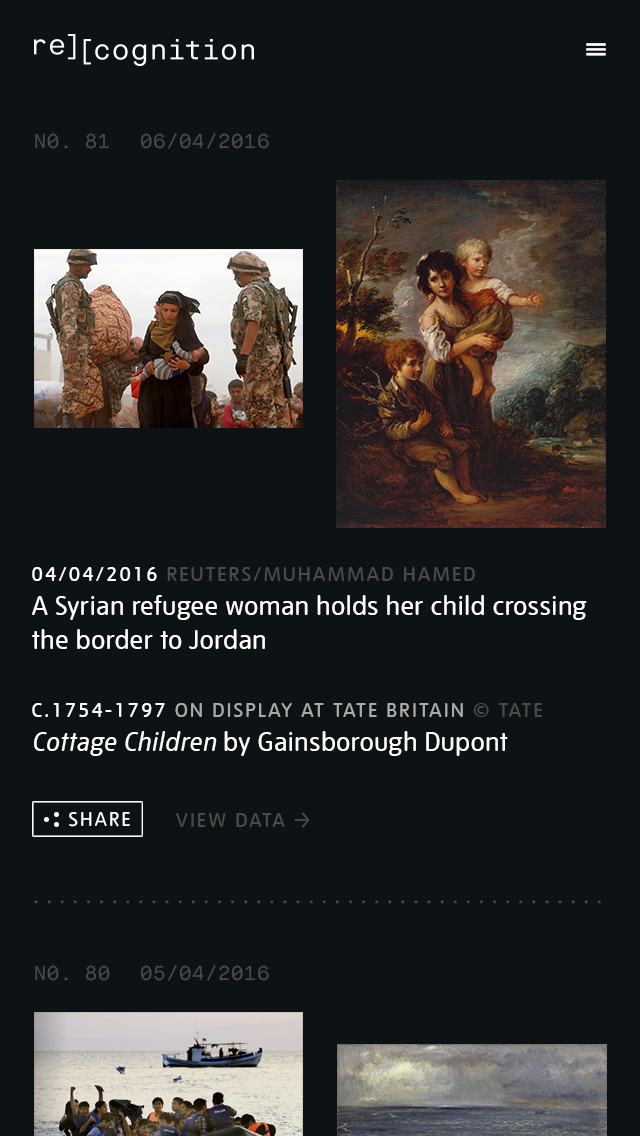 re][cognition
NO. 81 06/04/2016
04/04/2016 REUTERS/MUHAMMAD HAMED
A Syrian refugee woman holds her child crossing
the border to Jordan
C.1754-1797 ON DISPLAY AT TATE BRITAIN © TATE
Cottage Children by Gainsborough Dupont
SHARE VIEW DATA →
NO. 80 05/04/2016